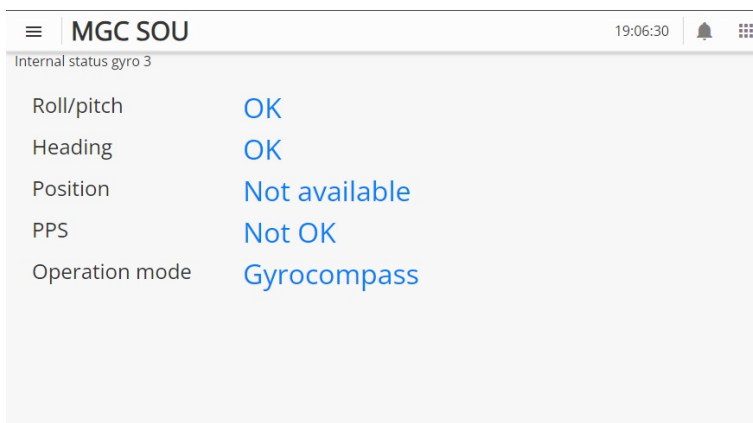 MGC SOU 19:06:30
Internal status gyro 3
Roll/pitch OK
Heading OK
Position Not available
PPS Not OK
Operation mode Gyrocompass